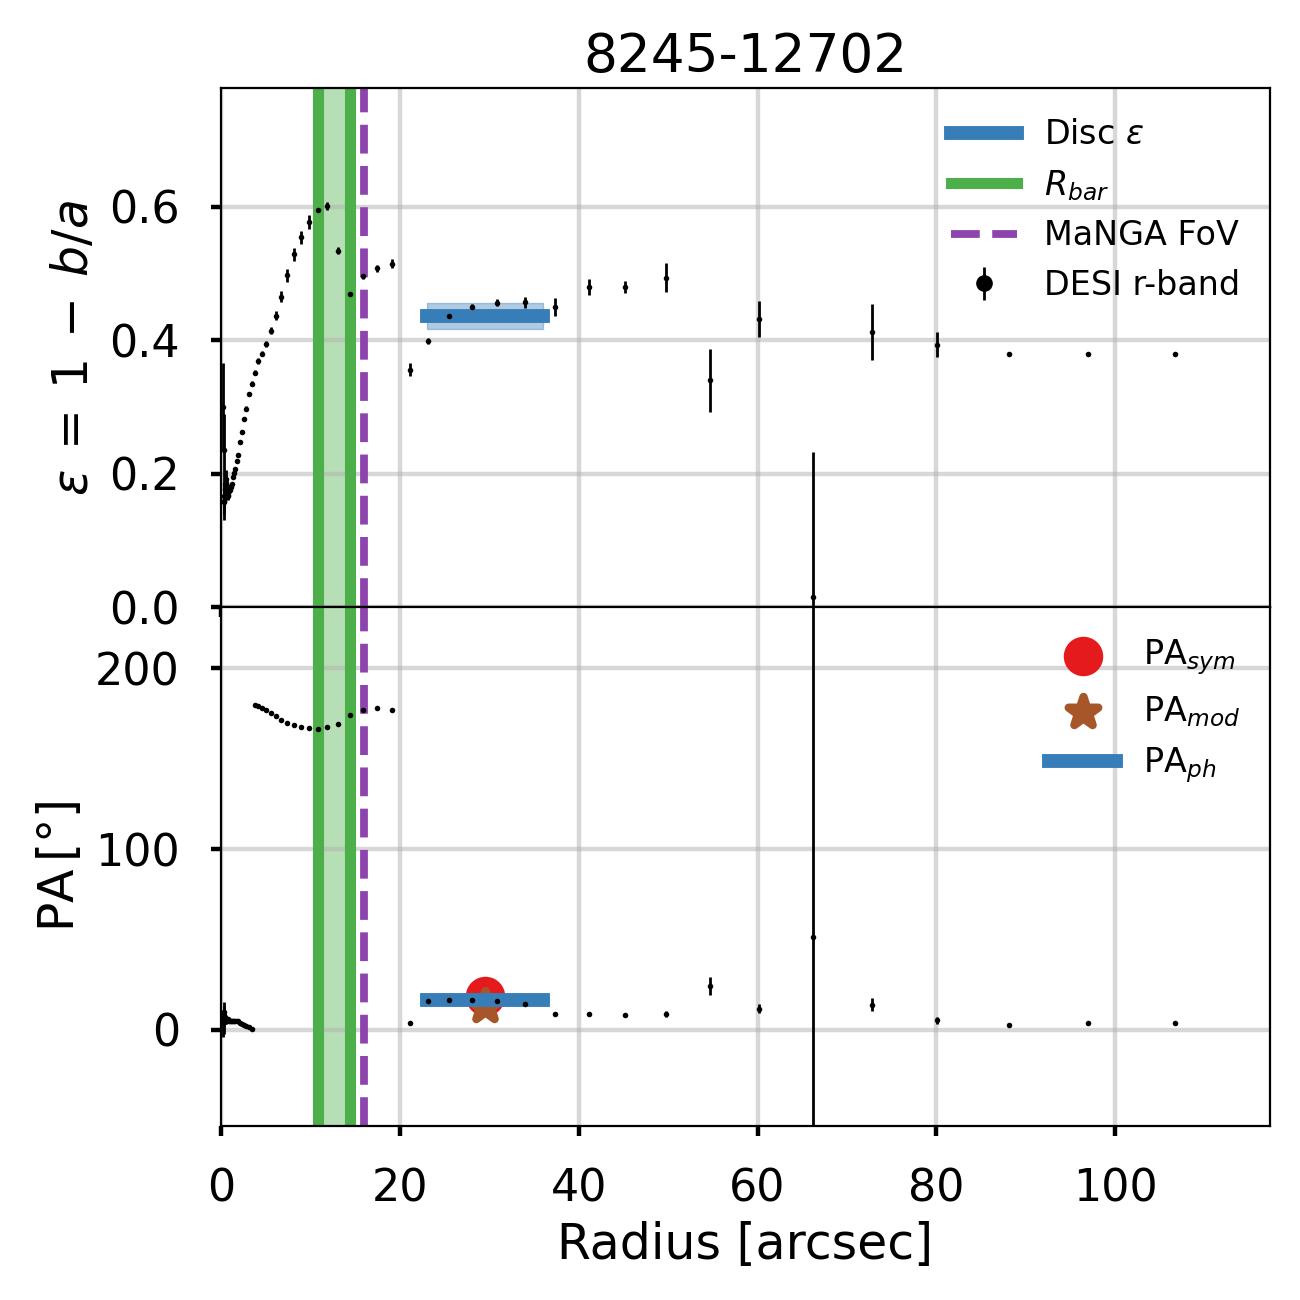 8245-12702
ε = 1 − b/a
0.6
0.4
0.2
0.0
Disc ε
R_bar
MaNGA FoV
DESI r-band
PA [°]
200
100
0
PA_sym
PA_mod
PA_ph
0 20 40 60 80 100
Radius [arcsec]